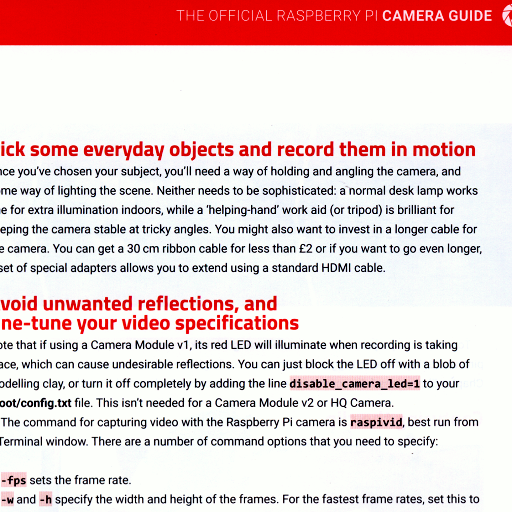 THE OFFICIAL RASPBERRY PI CAMERA GUIDE
ick some everyday objects and record them in motion
nce you've chosen your subject, you'll need a way of holding and angling the camera, and
ome way of lighting the scene. Neither needs to be sophisticated: a normal desk lamp works
e for extra illumination indoors, while a 'helping-hand' work aid (or tripod) is brilliant for
eeping the camera stable at tricky angles. You might also want to invest in a longer cable for
e camera. You can get a 30 cm ribbon cable for less than £2 or if you want to go even longer,
set of special adapters allows you to extend using a standard HDMI cable.
void unwanted reflections, and
ne-tune your video specifications
ote that if using a Camera Module v1, its red LED will illuminate when recording is taking
ace, which can cause undesirable reflections. You can just block the LED off with a blob of
odelling clay, or turn it off completely by adding the line disable_camera_led=1 to your
oot/config.txt file. This isn't needed for a Camera Module v2 or HQ Camera.
The command for capturing video with the Raspberry Pi camera is raspivid, best run from
Terminal window. There are a number of command options that you need to specify:
-fps sets the frame rate.
-w and -h specify the width and height of the frames. For the fastest frame rates, set this to